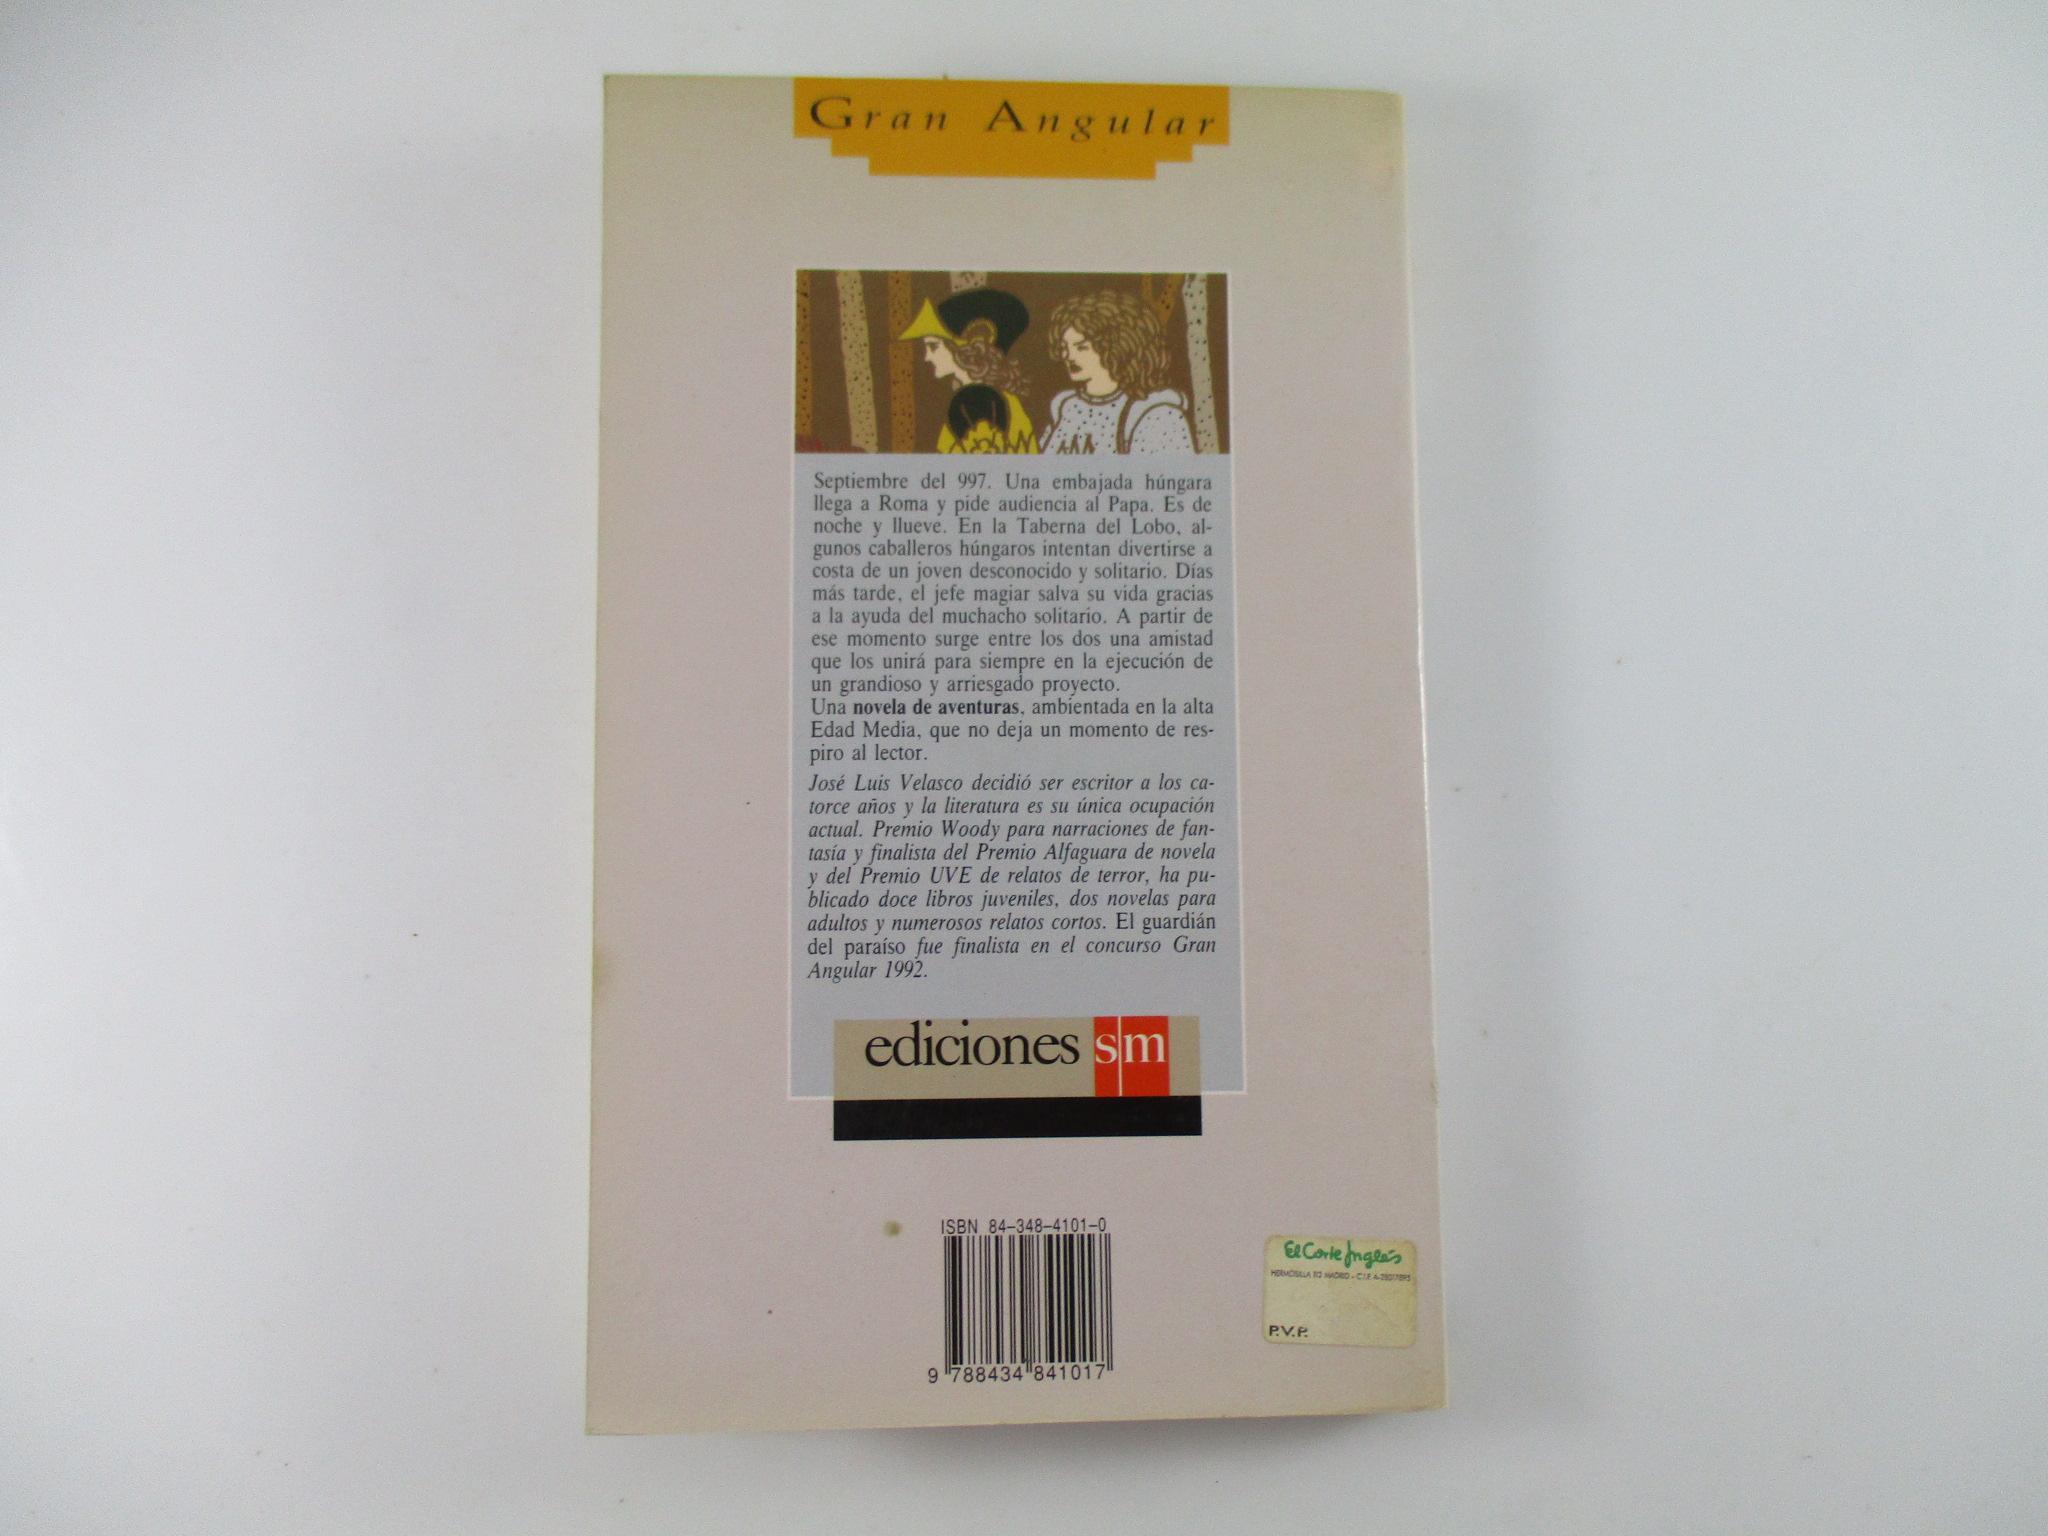 Gran Angular
Septiembre del 997. Una embajada húngara
llega a Roma y pide audiencia al Papa. Es de
noche y llueve. En la Taberna del Lobo, al-
gunos caballeros húngaros intentan divertirse a
costa de un joven desconocido y solitario. Días
más tarde, el jefe magiar salva su vida gracias
a la ayuda del muchacho solitario. A partir de
ese momento surge entre los dos una amistad
que los unirá para siempre en la ejecución de
un grandioso y arriesgado proyecto.
Una novela de aventuras, ambientada en la alta
Edad Media, que no deja un momento de res-
piro al lector.
José Luis Velasco decidió ser escritor a los ca-
torce años y la literatura es su única ocupación
actual. Premio Woody para narraciones de fan-
tasía y finalista del Premio Alfaguara de novela
y del Premio UVE de relatos de terror, ha pu-
blicado doce libros juveniles, dos novelas para
adultos y numerosos relatos cortos. El guardián
del paraíso fue finalista en el concurso Gran
Angular 1992.
ediciones sm
ISBN 84-348-4101-0
9 788434 841017
El Corte Inglés
HERMOSILLA 112 MADRID - C.I.F. A-28017895
P.V.P.